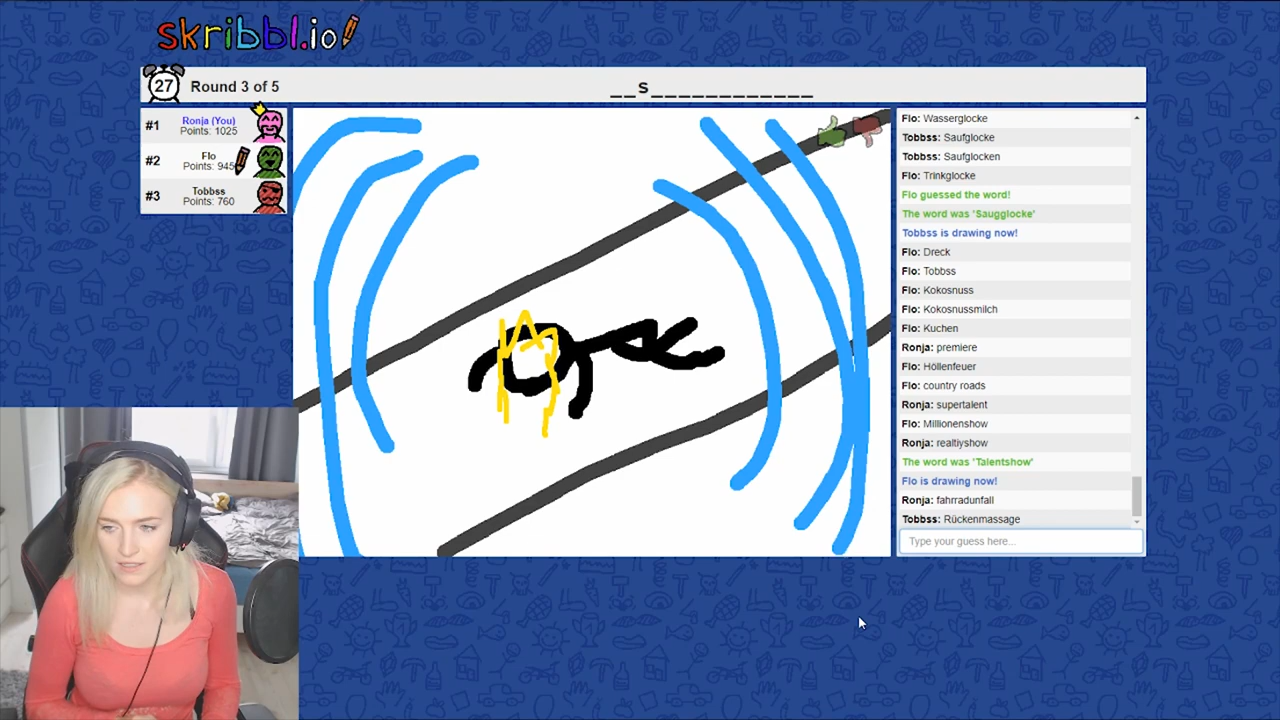 skribbl.io
27
Round 3 of 5
__s_____________
#1
Ronja (You)
Points: 1025
#2
Flo
Points: 945
#3
Tobbss
Points: 760
Flo: Wasserglocke
Tobbss: Saufglocke
Tobbss: Saufglocken
Flo: Trinkglocke
Flo guessed the word!
The word was 'Saugglocke'
Tobbss is drawing now!
Flo: Dreck
Flo: Tobbss
Flo: Kokosnuss
Flo: Kokosnussmilch
Flo: Kuchen
Ronja: premiere
Flo: Höllenfeuer
Flo: country roads
Ronja: supertalent
Flo: Millionenshow
Ronja: realtiyshow
The word was 'Talentshow'
Flo is drawing now!
Ronja: fahrradunfall
Tobbss: Rückenmassage
Type your guess here...